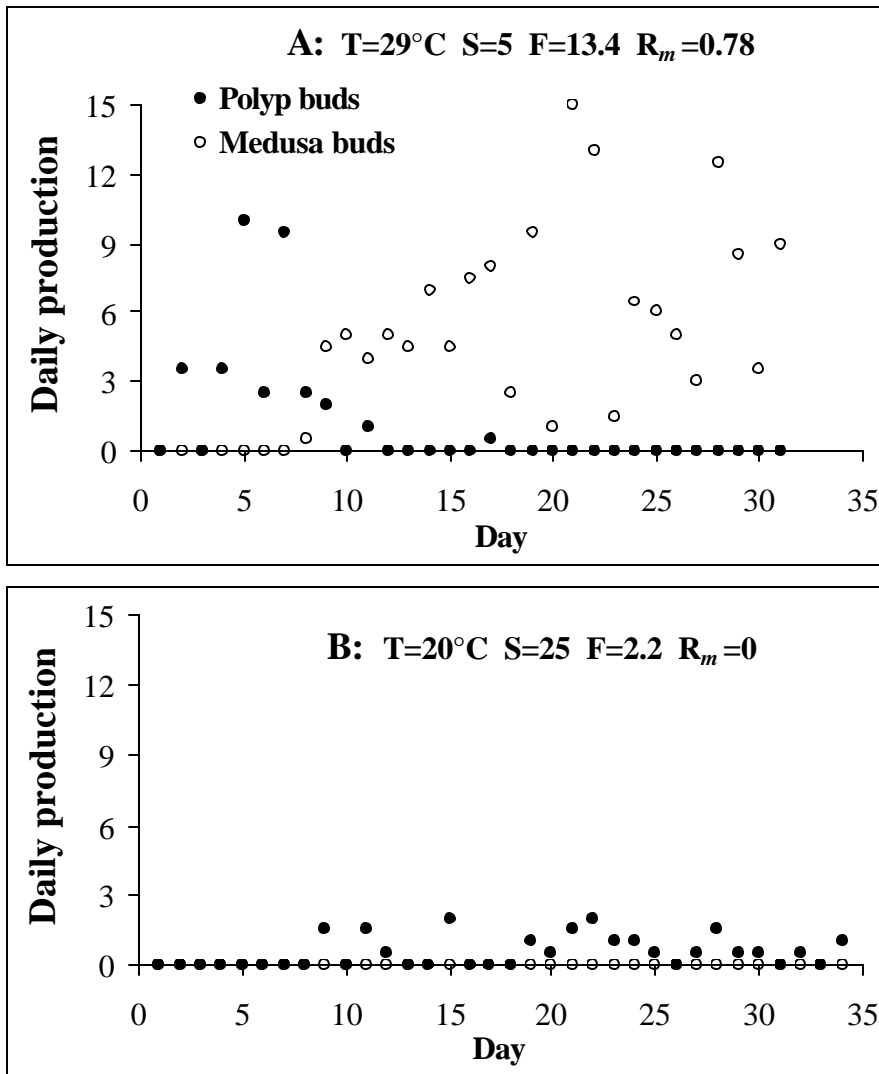 A: T=29°C S=5 F=13.4 Rm=0.78
● Polyp buds
○ Medusa buds
Daily production
15
12
9
6
3
0
0 5 10 15 20 25 30 35
Day
B: T=20°C S=25 F=2.2 Rm=0
Daily production
15
12
9
6
3
0
0 5 10 15 20 25 30 35
Day